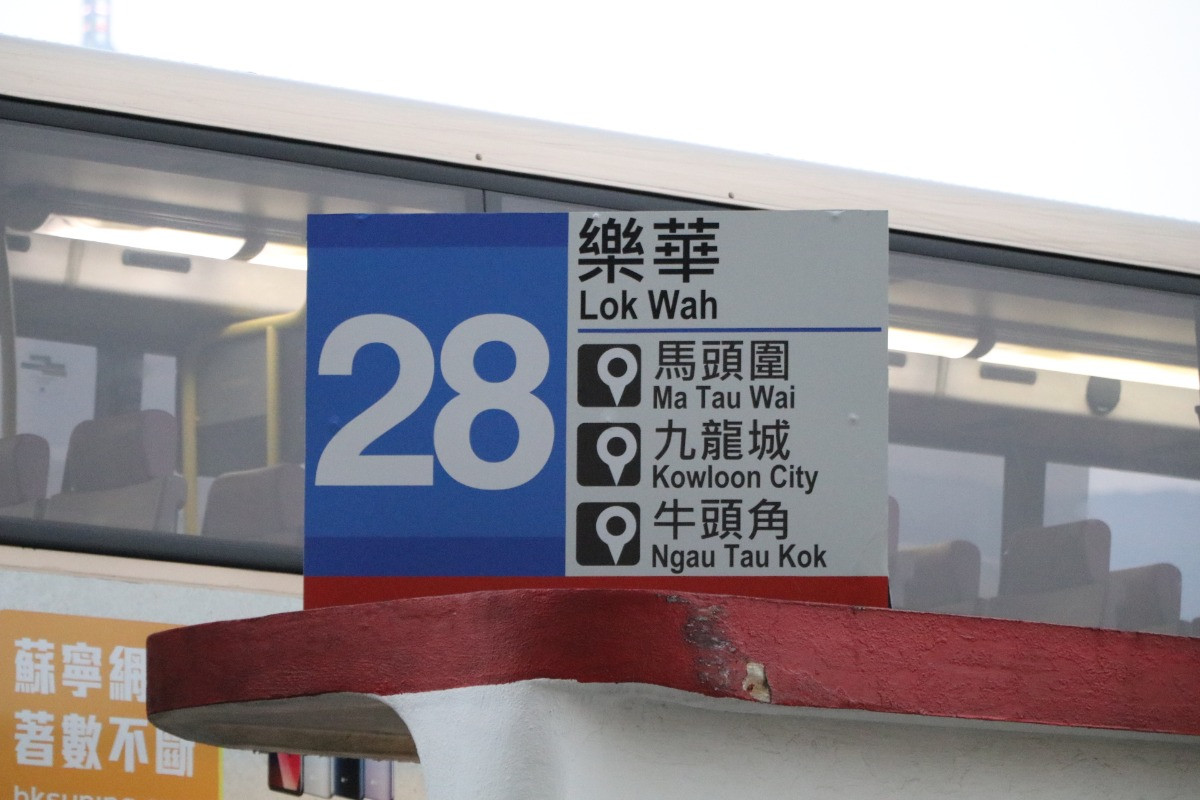 28
樂華
Lok Wah
馬頭圍
Ma Tau Wai
九龍城
Kowloon City
牛頭角
Ngau Tau Kok
蘇寧網
著數不斷